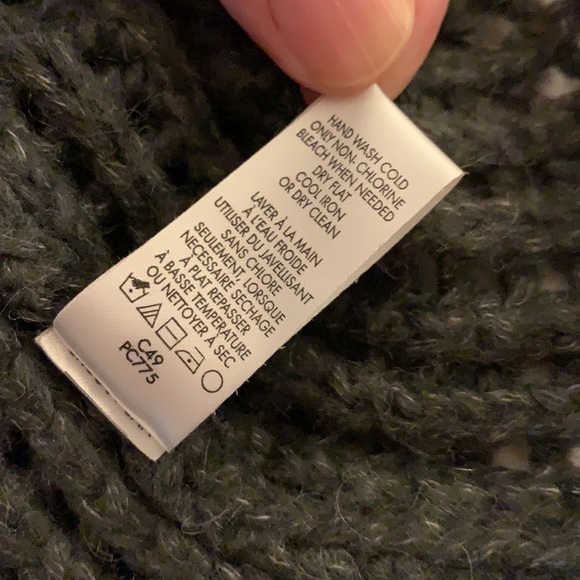 HAND WASH COLD
ONLY NON- CHLORINE
BLEACH WHEN NEEDED
DRY FLAT
COOL IRON
OR DRY CLEAN
LAVER À LA MAIN
À L'EAU FROIDE
UTILISER DU JAVELLISANT
SANS CHLORE
SEULEMENT, LORSQUE
NECESSAIRE SECHAGE
À PLAT REPASSER
À BASSE TEMPERATURE
OU NETTOYER À SEC
C49
PC775